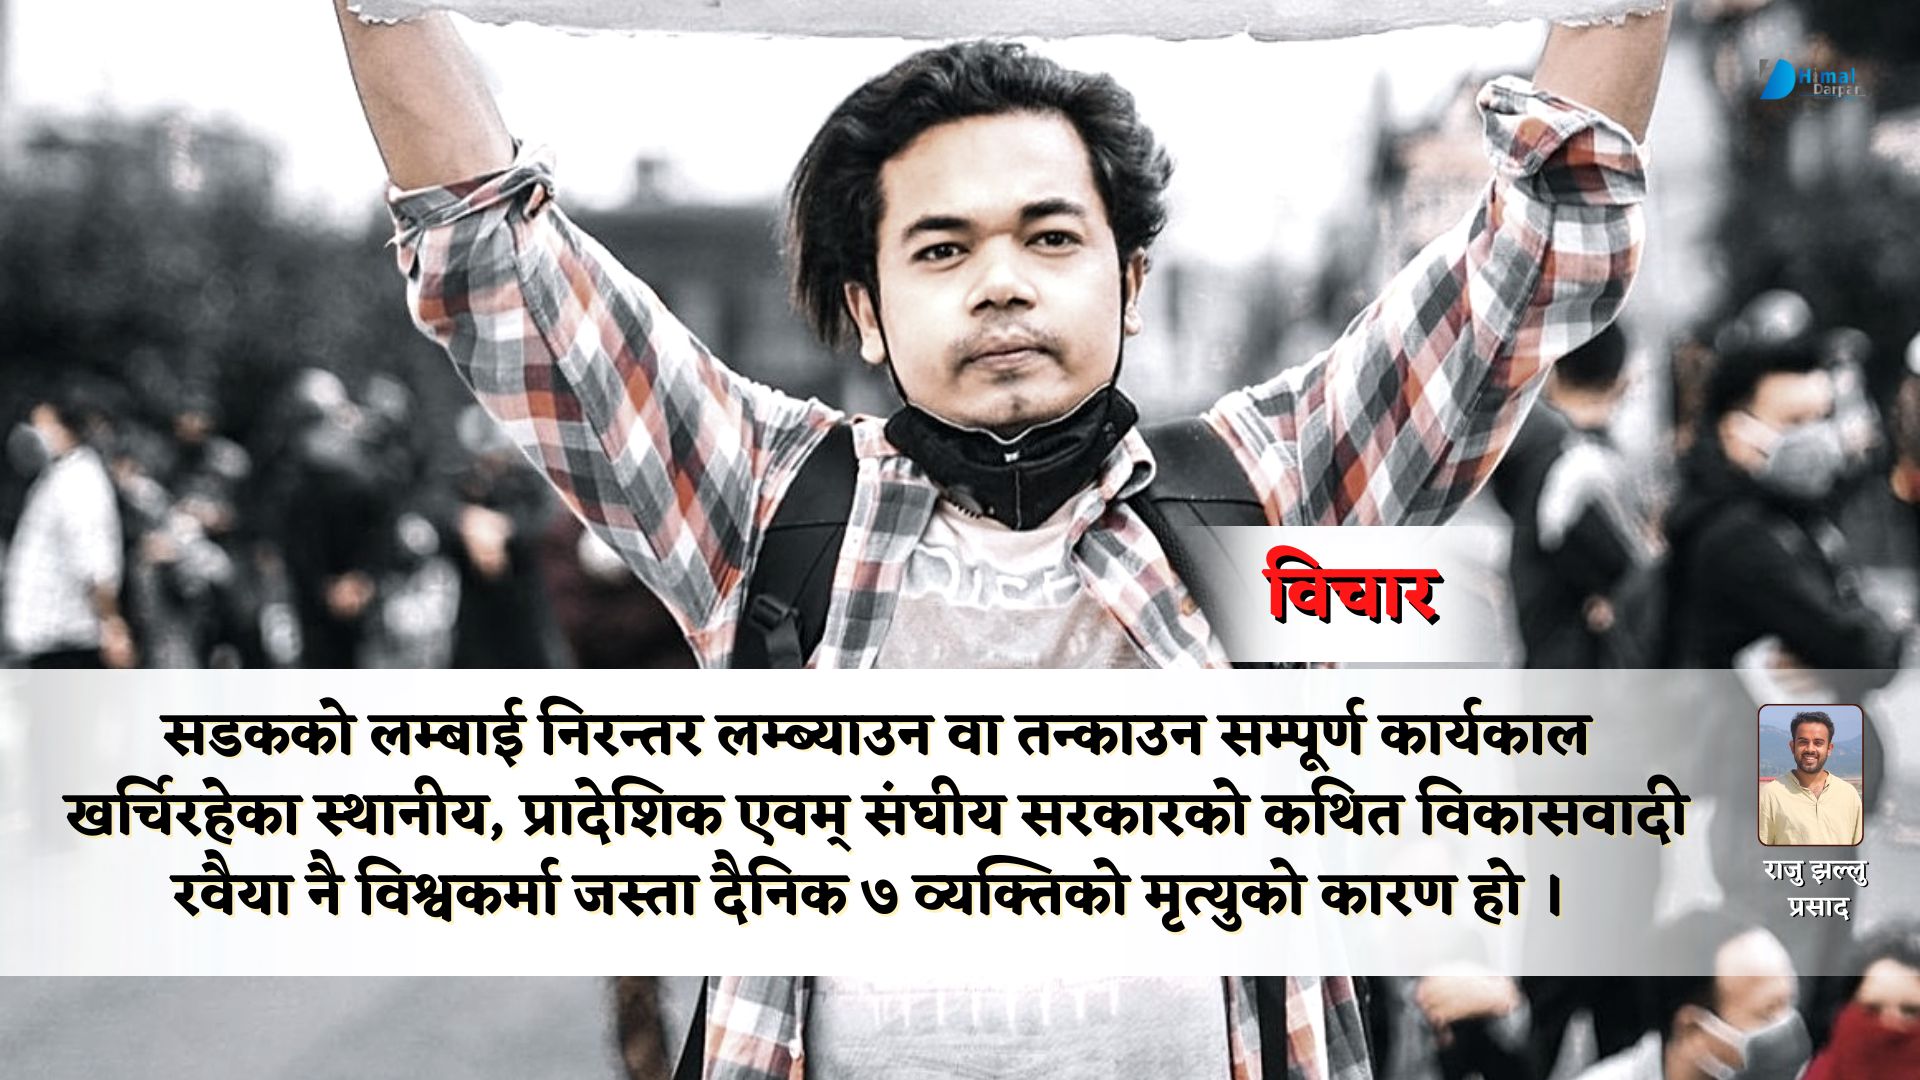 Himal
Darpan
विचार
सडकको लम्बाई निरन्तर लम्ब्याउन वा तन्काउन सम्पूर्ण कार्यकाल
खर्चिरहेका स्थानीय, प्रादेशिक एवम् संघीय सरकारको कथित विकासवादी
रवैया नै विश्वकर्मा जस्ता दैनिक ७ व्यक्तिको मृत्युको कारण हो ।
राजु झल्लु
प्रसाद